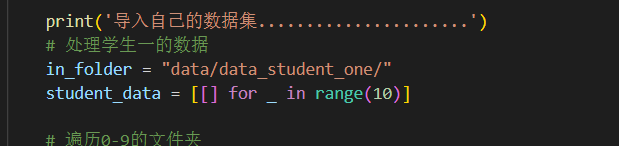 print('导入自己的数据集......................')
# 处理学生一的数据
in_folder = "data/data_student_one/"
student_data = [[] for _ in range(10)]
# 遍历0-9的文件夹